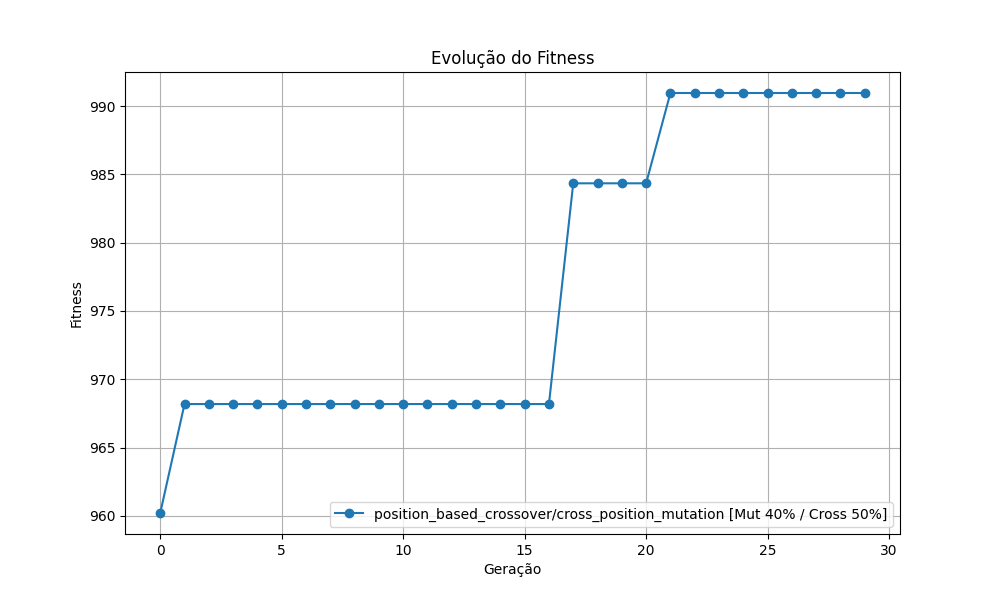 Evolução do Fitness
Fitness
990
985
980
975
970
965
960
position_based_crossover/cross_position_mutation [Mut 40% / Cross 50%]
0 5 10 15 20 25 30
Geração